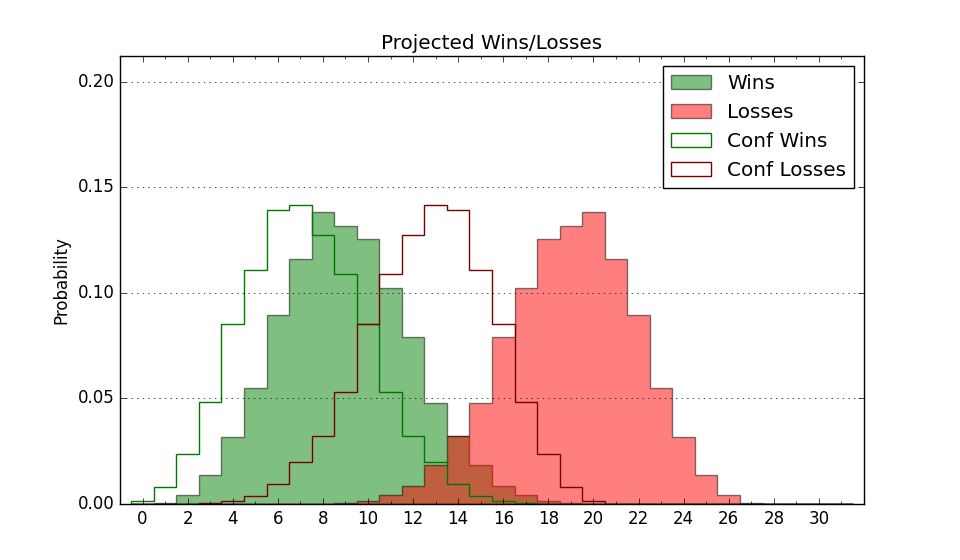 Projected Wins/Losses
Wins
Losses
Conf Wins
Conf Losses
Probability
0.20
0.15
0.10
0.05
0.00
0 2 4 6 8 10 12 14 16 18 20 22 24 26 28 30